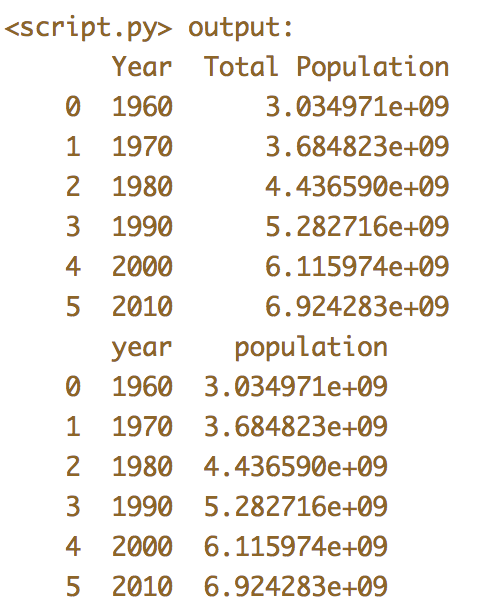 <script.py> output:
Year Total Population
0 1960 3.034971e+09
1 1970 3.684823e+09
2 1980 4.436590e+09
3 1990 5.282716e+09
4 2000 6.115974e+09
5 2010 6.924283e+09
year population
0 1960 3.034971e+09
1 1970 3.684823e+09
2 1980 4.436590e+09
3 1990 5.282716e+09
4 2000 6.115974e+09
5 2010 6.924283e+09